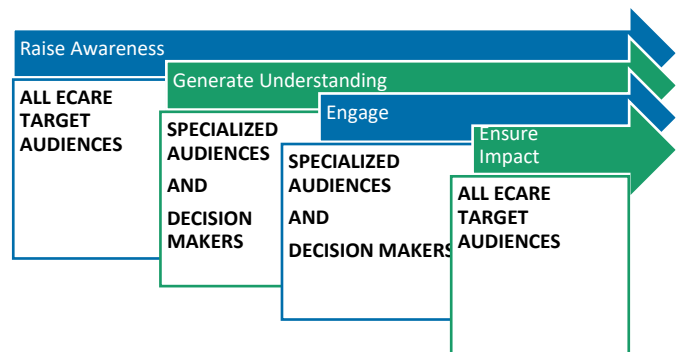 Raise Awareness
ALL ECARE
TARGET
AUDIENCES
Generate Understanding
SPECIALIZED
AUDIENCES
AND
DECISION
MAKERS
Engage
SPECIALIZED
AUDIENCES
AND
DECISION MAKERS
Ensure
Impact
ALL ECARE
TARGET
AUDIENCES